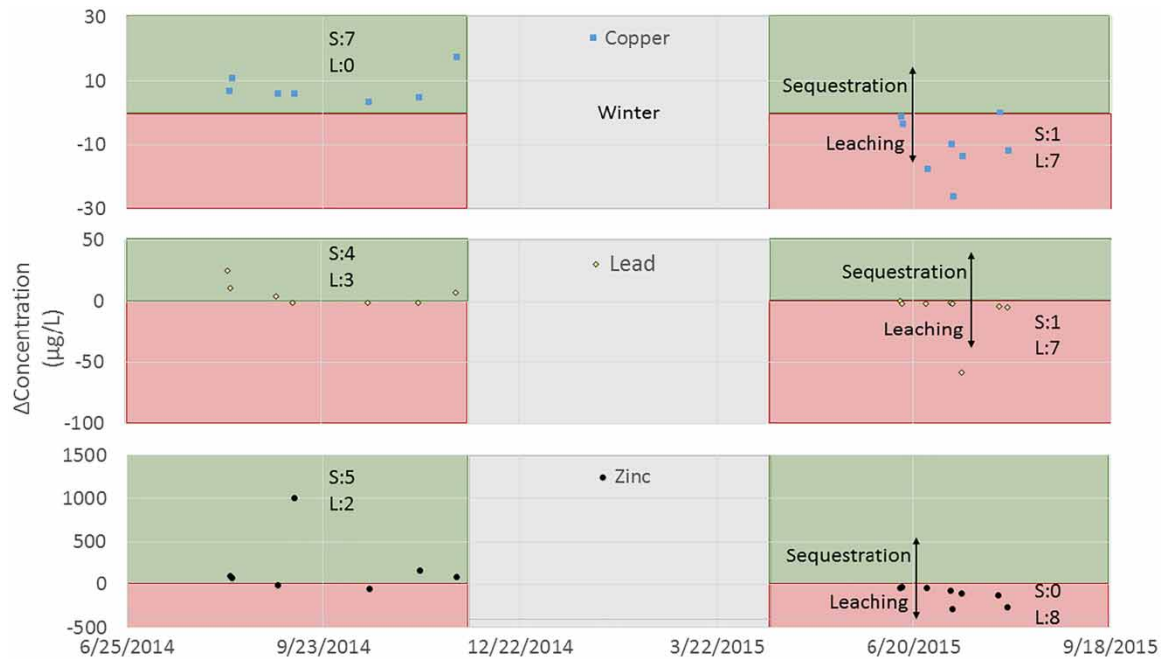 30
10
-10
-30
S:7
L:0
Copper
Winter
Sequestration
Leaching
S:1
L:7
ΔConcentration
(µg/L)
50
0
-50
-100
S:4
L:3
Lead
Sequestration
Leaching
S:1
L:7
1500
1000
500
0
-500
S:5
L:2
Zinc
Sequestration
Leaching
S:0
L:8
6/25/2014 9/23/2014 12/22/2014 3/22/2015 6/20/2015 9/18/2015